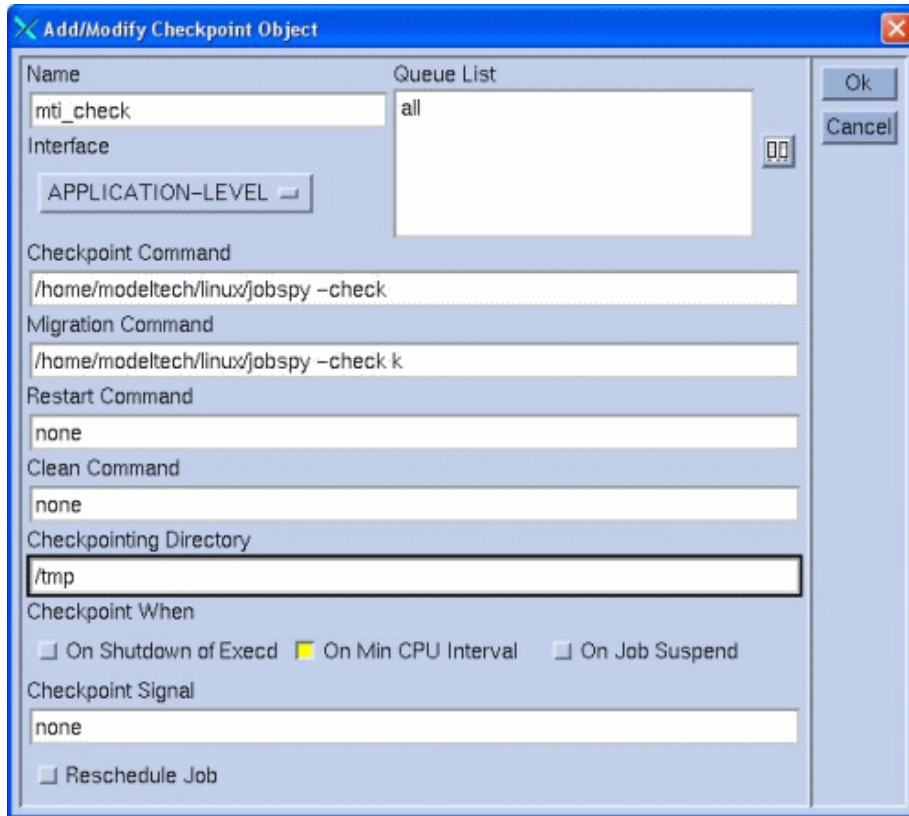 Add/Modify Checkpoint Object
Name
mti_check
Queue List
all
Ok
Cancel
Interface
APPLICATION-LEVEL
Checkpoint Command
/home/modeltech/linux/jobspy -check
Migration Command
/home/modeltech/linux/jobspy -check k
Restart Command
none
Clean Command
none
Checkpointing Directory
/tmp
Checkpoint When
On Shutdown of Execd On Min CPU Interval On Job Suspend
Checkpoint Signal
none
Reschedule Job